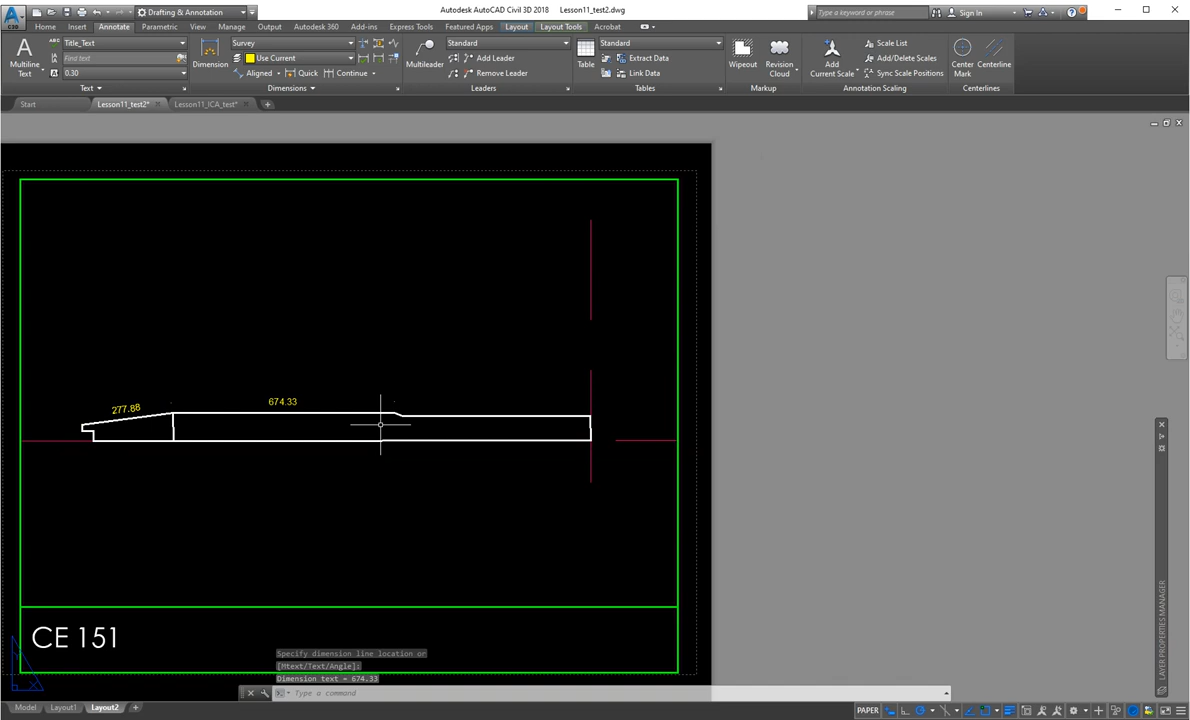 Autodesk AutoCAD Civil 3D 2018 Lesson11_test2.dwg
Drafting & Annotation
Type a keyword or phrase
Sign In
Home Annotate Parametric View Manage Output Autodesk 360 Add-ins Express Tools Featured Apps Layout Layout Tools Acrobat
Multiline
Text
Title_Text
Find text
0.30
Text
Dimension
Survey
Use Current
Aligned Quick Continue
Dimensions
Multileader
Standard
Add Leader
Remove Leader
Leaders
Table
Standard
Extract Data
Link Data
Tables
Wipeout
Revision
Cloud
Markup
Add
Current Scale
Scale List
Add/Delete Scales
Sync Scale Positions
Annotation Scaling
Center
Mark
Centerline
Centerlines
Start Lesson11_test2* Lesson11_ICA_test*
277.88
674.33
CE 151
Specify dimension line location or
[Mtext/Text/Angle]:
Dimension text = 674.33
Type a command
LAYER PROPERTIES MANAGER
Model Layout1 Layout2
PAPER